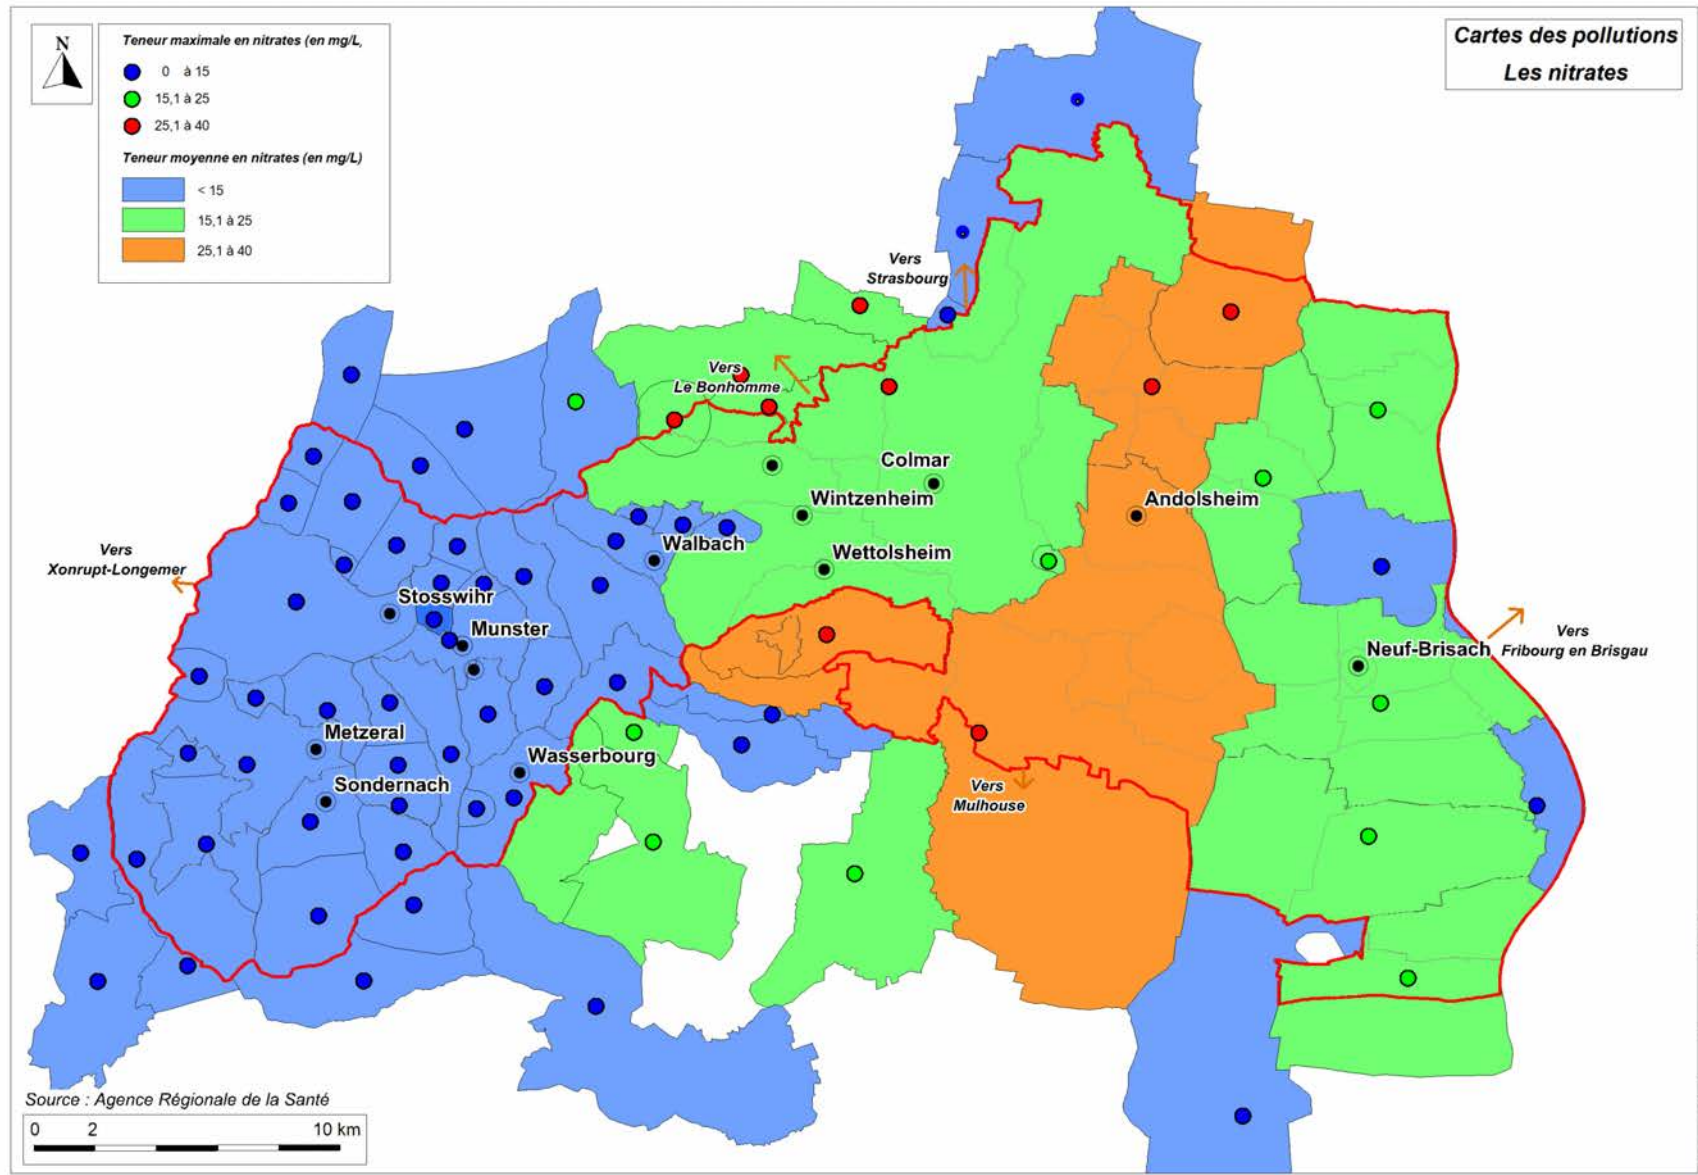 Cartes des pollutions
Les nitrates
N
Teneur maximale en nitrates (en mg/L,
0 à 15
15,1 à 25
25,1 à 40
Teneur moyenne en nitrates (en mg/L)
< 15
15,1 à 25
25,1 à 40
Vers
Strasbourg
Vers
Le Bonhomme
Colmar
Wintzenheim
Andolsheim
Walbach
Wettolsheim
Vers
Xonrupt-Longemer
Stosswihr
Munster
Neuf-Brisach
Vers
Fribourg en Brisgau
Metzeral
Wasserbourg
Sondernach
Vers
Mulhouse
Source : Agence Régionale de la Santé
0 2 10 km